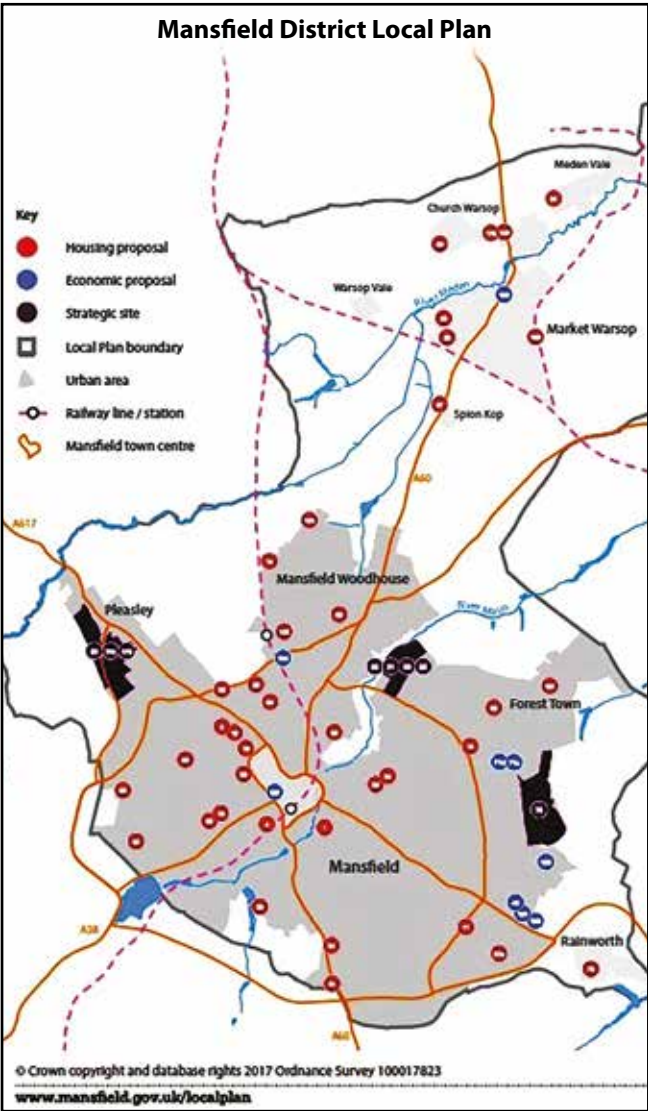 Mansfield District Local Plan
Meden Vale
Church Warsop
Key
Housing proposal
Economic proposal
Warsop Vale
River Meden
Strategic site
Market Warsop
Local Plan boundary
Urban area
Railway line / station
Spion Kop
Mansfield town centre
A60
A617
Mansfield Woodhouse
Pleasley
River Maun
Forest Town
Mansfield
A38
Rainworth
A60
© Crown copyright and database rights 2017 Ordnance Survey 100017823
www.mansfield.gov.uk/localplan